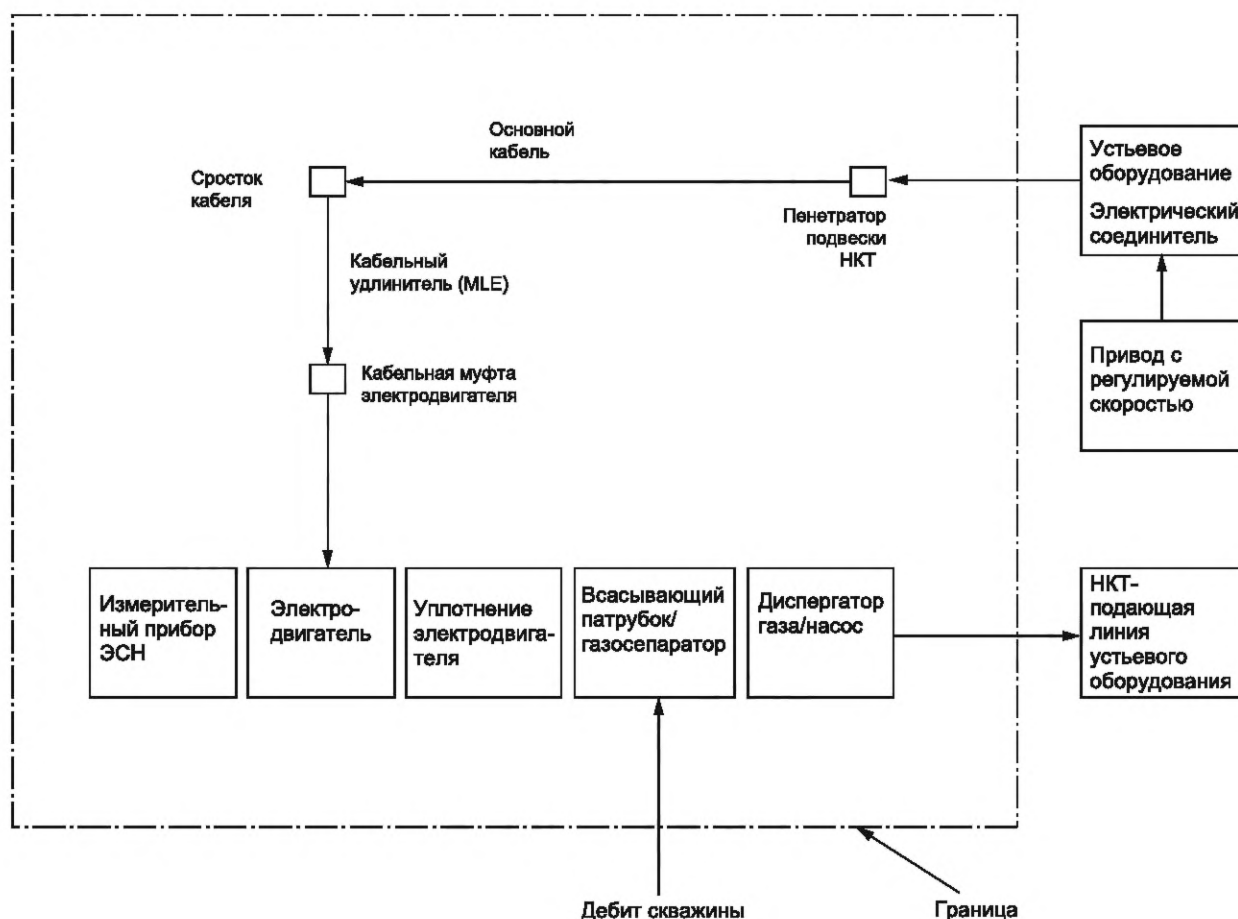 Основной
кабель
Сросток
кабеля
Пенетратор
подвески
НКТ
Устьевое
оборудование
Электрический
соединитель
Кабельный
удлинитель (MLE)
Кабельная муфта
электродвигателя
Привод с
регулируемой
скоростью
Измеритель-
ный прибор
ЭСН
Электро-
двигатель
Уплотнение
электродвига-
теля
Всасывающий
патрубок/
газосепаратор
Диспергатор
газа/насос
НКТ-
подающая
линия
устьевого
оборудования
Дебит скважины
Граница